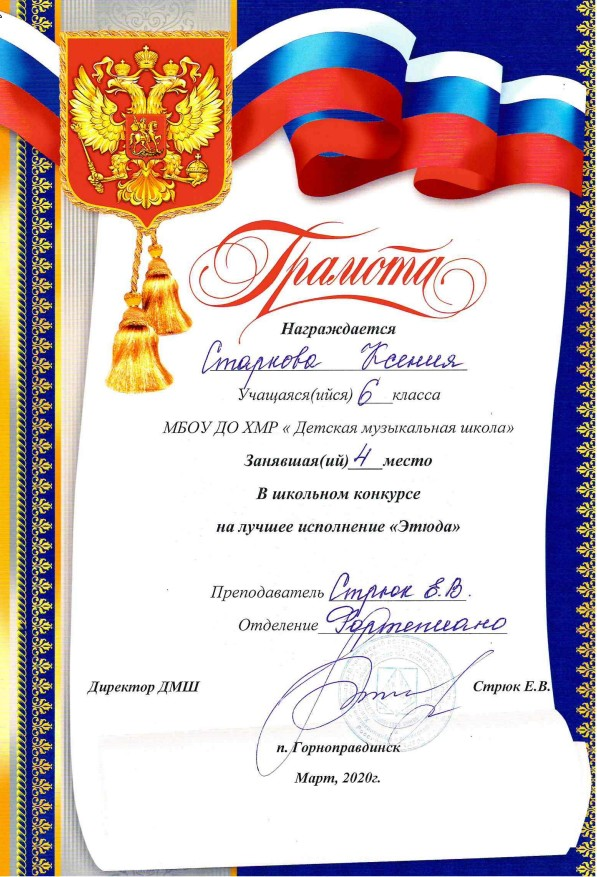 Грамота
Награждается
Старкова Ксения
Учащаяся(ийся) 6 класса
МБОУ ДО ХМР « Детская музыкальная школа»
Занявшая(ий) 4 место
В школьном конкурсе
на лучшее исполнение «Этюда»
Преподаватель Стрюк Е.В.
Отделение Фортепиано
Директор ДМШ Стрюк Е.В.
п. Горноправдинск
Март, 2020г.